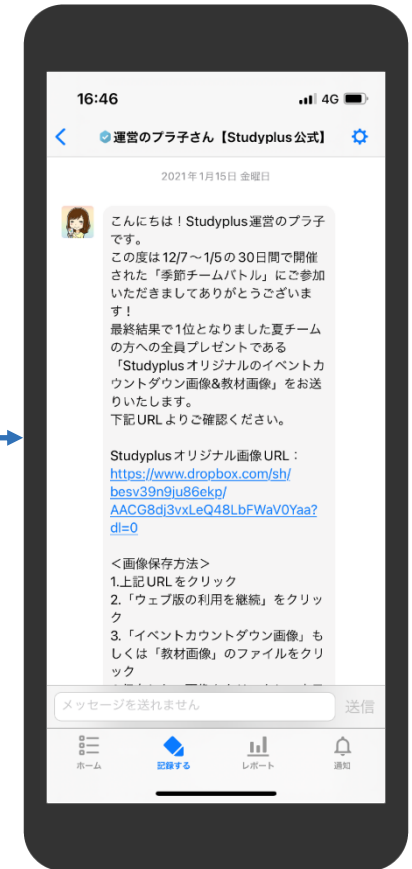 16:46
4G
運営のプラ子さん【Studyplus公式】
2021年1月15日 金曜日
こんにちは！Studyplus運営のプラ子
です。
この度は12/7～1/5の30日間で開催
された「季節チームバトル」にご参加
いただきましてありがとうございま
す！
最終結果で1位となりました夏チーム
の方への全員プレゼントである
「Studyplusオリジナルのイベントカ
ウントダウン画像&教材画像」をお送
りいたします。
下記URLよりご確認ください。
Studyplusオリジナル画像URL：
https://www.dropbox.com/sh/
besv39n9ju86ekp/
AACG8dj3vxLeQ48LbFWaV0Yaa?
dl=0
＜画像保存方法＞
1.上記URLをクリック
2.「ウェブ版の利用を継続」をクリッ
ク
3.「イベントカウントダウン画像」も
しくは「教材画像」のファイルをクリ
ック
メッセージを送れません
送信
ホーム
記録する
レポート
通知